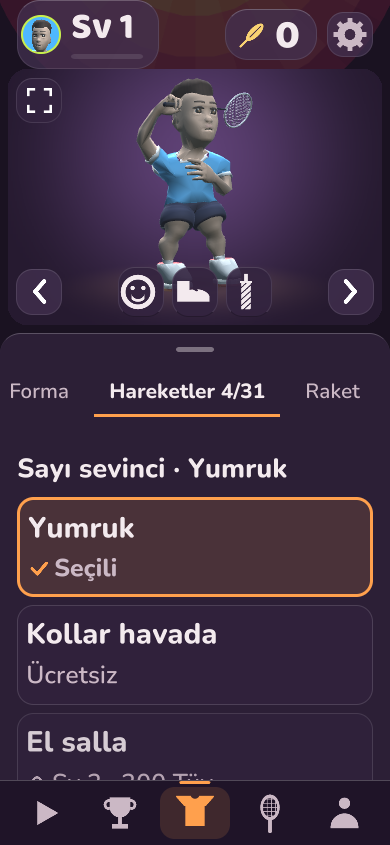 Sv 1
0
Forma
Hareketler 4/31
Raket
Sayı sevinci · Yumruk
Yumruk
Seçili
Kollar havada
Ücretsiz
El salla